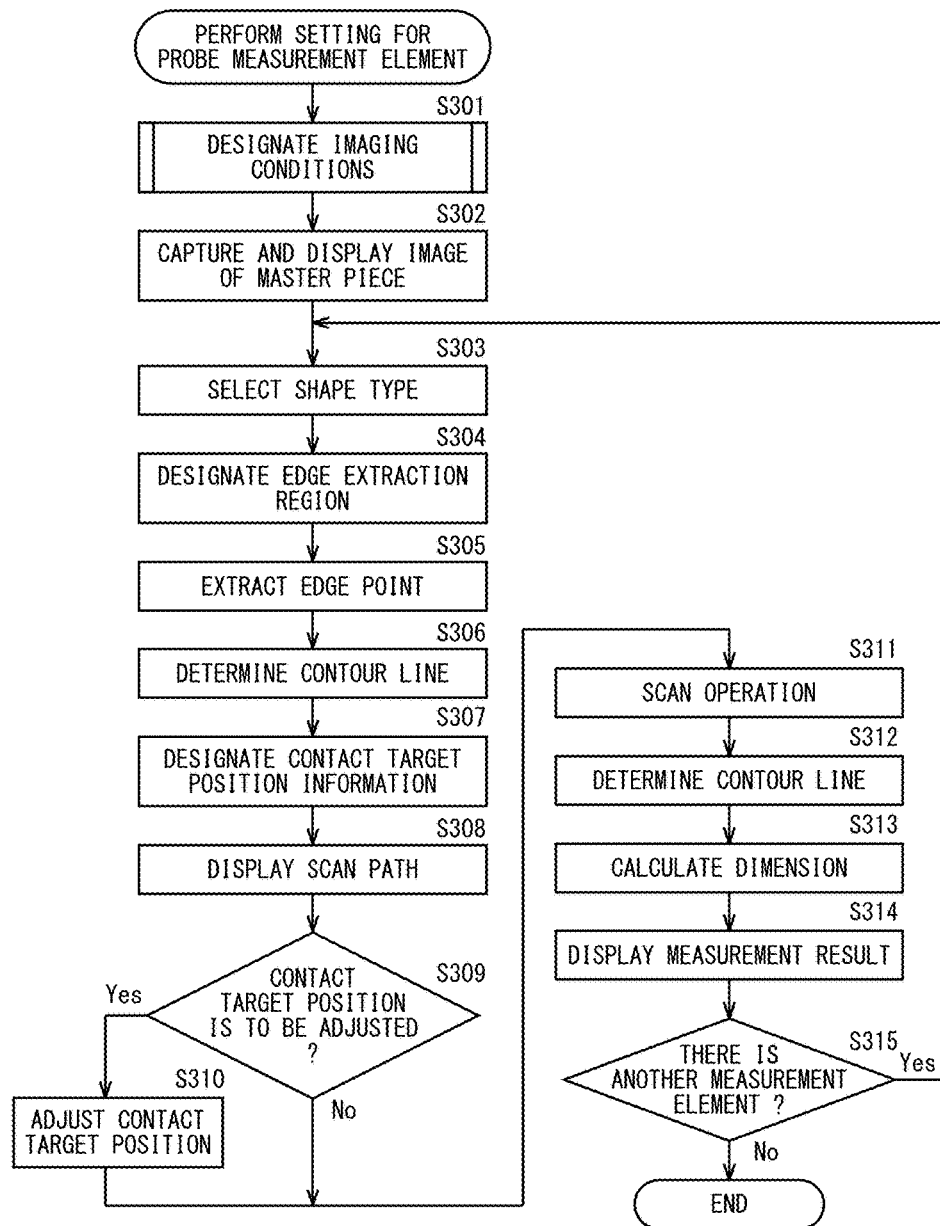 PERFORM SETTING FOR
PROBE MEASUREMENT ELEMENT
S301
DESIGNATE IMAGING
CONDITIONS
S302
CAPTURE AND DISPLAY IMAGE
OF MASTER PIECE
S303
SELECT SHAPE TYPE
S304
DESIGNATE EDGE EXTRACTION
REGION
S305
EXTRACT EDGE POINT
S306
DETERMINE CONTOUR LINE
S307
DESIGNATE CONTACT TARGET
POSITION INFORMATION
S308
DISPLAY SCAN PATH
S309
CONTACT
TARGET POSITION
IS TO BE ADJUSTED
?
Yes
No
S310
ADJUST CONTACT
TARGET POSITION
S311
SCAN OPERATION
S312
DETERMINE CONTOUR LINE
S313
CALCULATE DIMENSION
S314
DISPLAY MEASUREMENT RESULT
S315
THERE IS
ANOTHER MEASUREMENT
ELEMENT ?
Yes
No
END